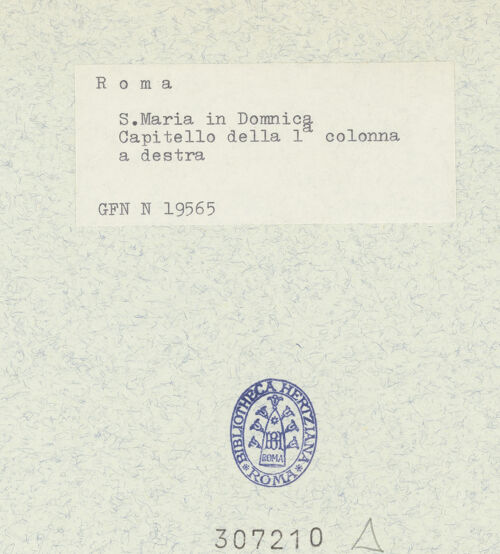 R o m a
S.Maria in Domnica
Capitello della 1ª colonna
a destra
GFN N 19565
BIBLIOTHECA HERTZIANA
ROMA
* ROMA *
307210